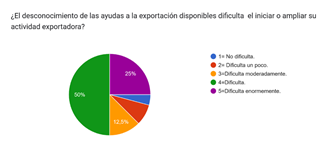 ¿El desconocimiento de las ayudas a la exportación disponibles dificulta el iniciar o ampliar su
actividad exportadora?
25%
50%
12,5%
1= No dificulta.
2= Dificulta un poco.
3=Dificulta moderadamente.
4=Dificulta.
5=Dificulta enormemente.